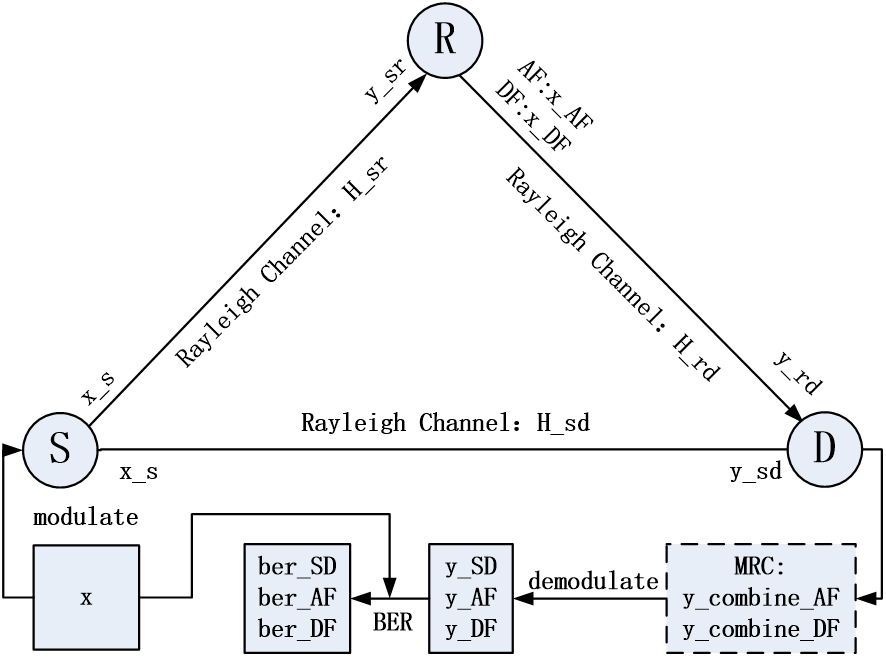 R
y_sr
AF:x_AF
DF:x_DF
Rayleigh Channel: H_sr
Rayleigh Channel: H_rd
x_s
y_rd
Rayleigh Channel: H_sd
S
D
x_s
y_sd
modulate
x
ber_SD
ber_AF
ber_DF
BER
y_SD
y_AF
y_DF
demodulate
MRC:
y_combine_AF
y_combine_DF